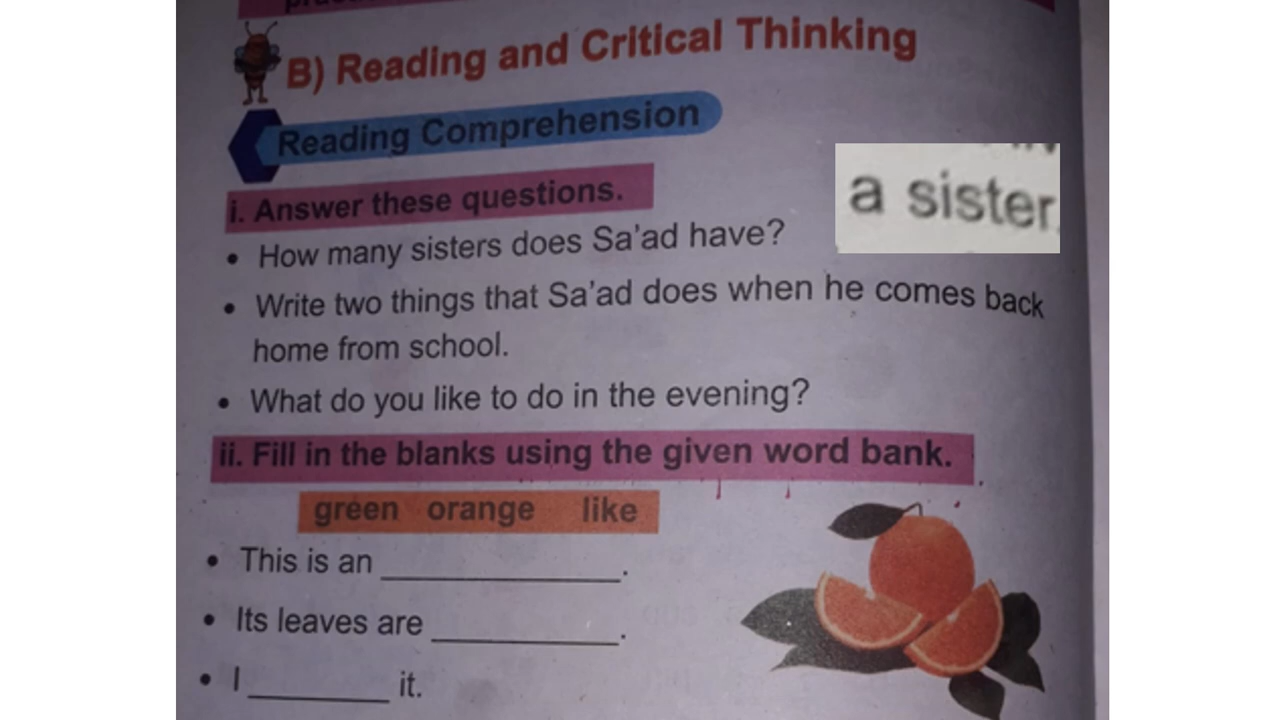 B) Reading and Critical Thinking
Reading Comprehension
i. Answer these questions.
a sister
• How many sisters does Sa'ad have?
• Write two things that Sa'ad does when he comes back
home from school.
• What do you like to do in the evening?
ii. Fill in the blanks using the given word bank.
green orange like
• This is an ____________.
• Its leaves are __________.
• I ________ it.